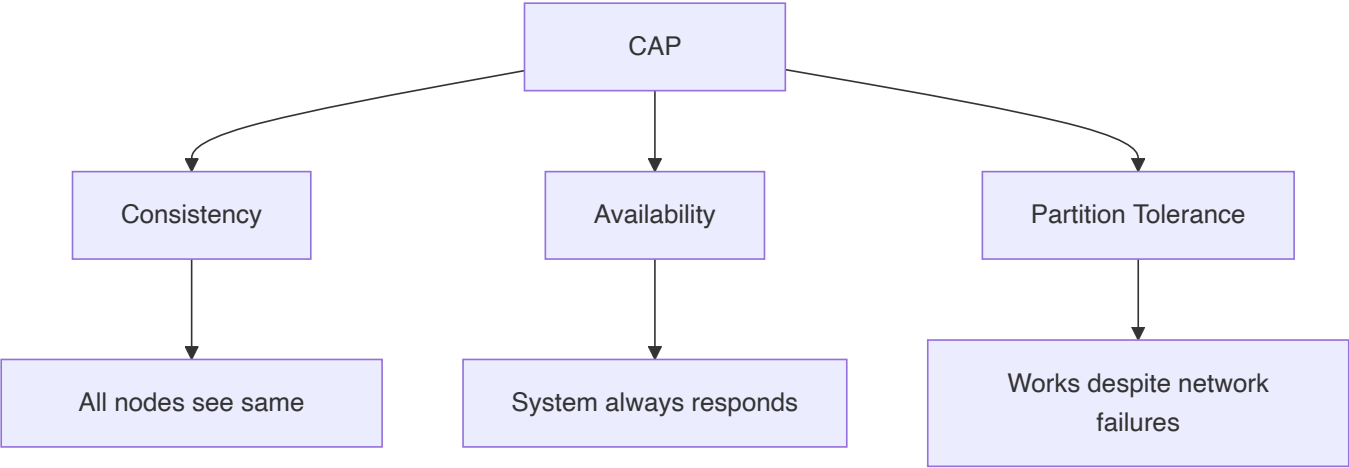 CAP
Consistency
Availability
Partition Tolerance
All nodes see same
System always responds
Works despite network
failures